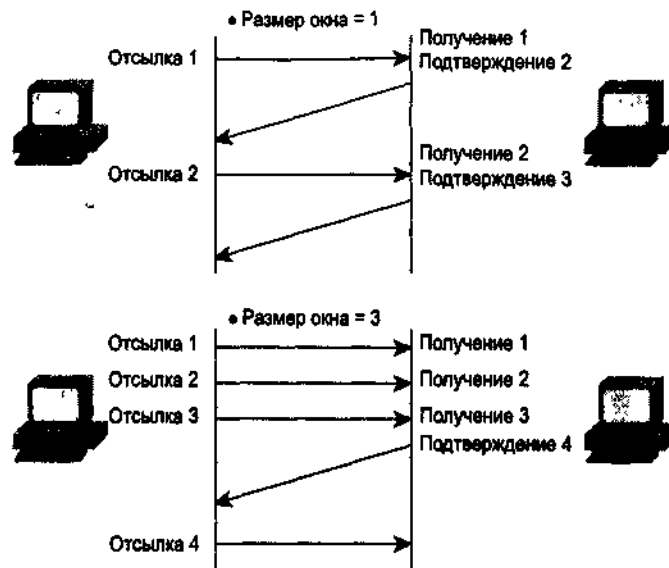 • Размер окна = 1
Отсылка 1
Получение 1
Подтверждение 2
Отсылка 2
Получение 2
Подтверждение 3
• Размер окна = 3
Отсылка 1
Получение 1
Отсылка 2
Получение 2
Отсылка 3
Получение 3
Подтверждение 4
Отсылка 4